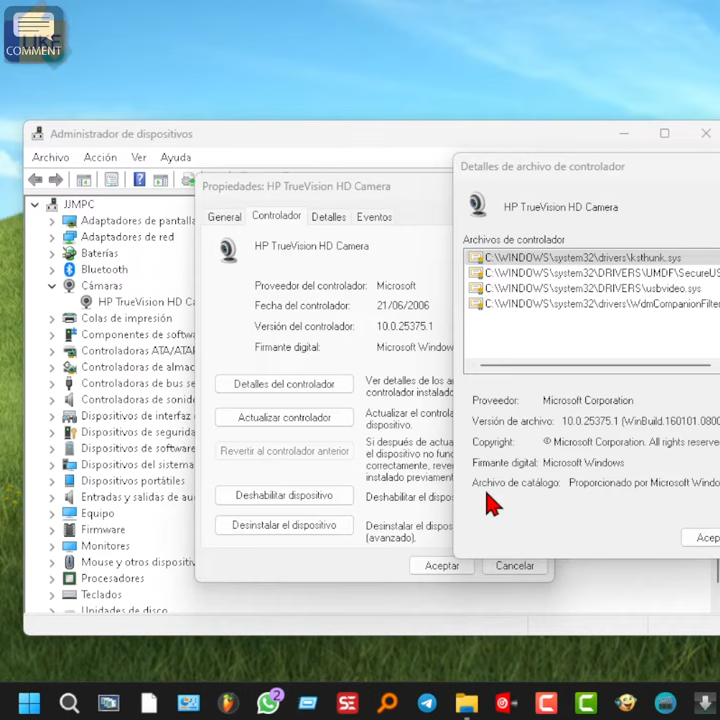 COMMENT
Administrador de dispositivos
Archivo Acción Ver Ayuda
JJMPC
Adaptadores de pantalla
Adaptadores de red
Baterías
Bluetooth
Cámaras
HP TrueVision HD Ca
Colas de impresión
Componentes de softwa
Controladoras ATA/ATAP
Controladoras de almac
Controladoras de bus se
Controladoras de sonido
Dispositivos de interfaz
Dispositivos de segurida
Dispositivos de software
Dispositivos del sistema
Dispositivos portátiles
Entradas y salidas de au
Equipo
Firmware
Monitores
Mouse y otros dispositiv
Procesadores
Teclados
Unidades de disco
Propiedades: HP TrueVision HD Camera
General Controlador Detalles Eventos
HP TrueVision HD Camera
Proveedor del controlador: Microsoft
Fecha del controlador: 21/06/2006
Versión del controlador: 10.0.25375.1
Firmante digital: Microsoft Window
Detalles del controlador
Ver detalles de los a
controlador instalado
Actualizar controlador
Actualizar el controla
dispositivo.
Revertir al controlador anterior
Si después de actua
el dispositivo no fun
correctamente, reve
instalado previament
Deshabilitar dispositivo
Deshabilitar el dispo
Desinstalar el dispositivo
Desinstalar el dispos
(avanzado).
Aceptar Cancelar
Detalles de archivo de controlador
HP TrueVision HD Camera
Archivos de controlador
C:\WINDOWS\system32\drivers\ksthunk.sys
C:\WINDOWS\system32\DRIVERS\UMDF\SecureUS
C:\WINDOWS\system32\DRIVERS\usbvideo.sys
C:\WINDOWS\system32\drivers\WdmCompanionFilter
Proveedor: Microsoft Corporation
Versión de archivo: 10.0.25375.1 (WinBuild.160101.0800
Copyright: © Microsoft Corporation. All rights reserve
Firmante digital: Microsoft Windows
Archivo de catálogo: Proporcionado por Microsoft Windo
Acep
2
SE